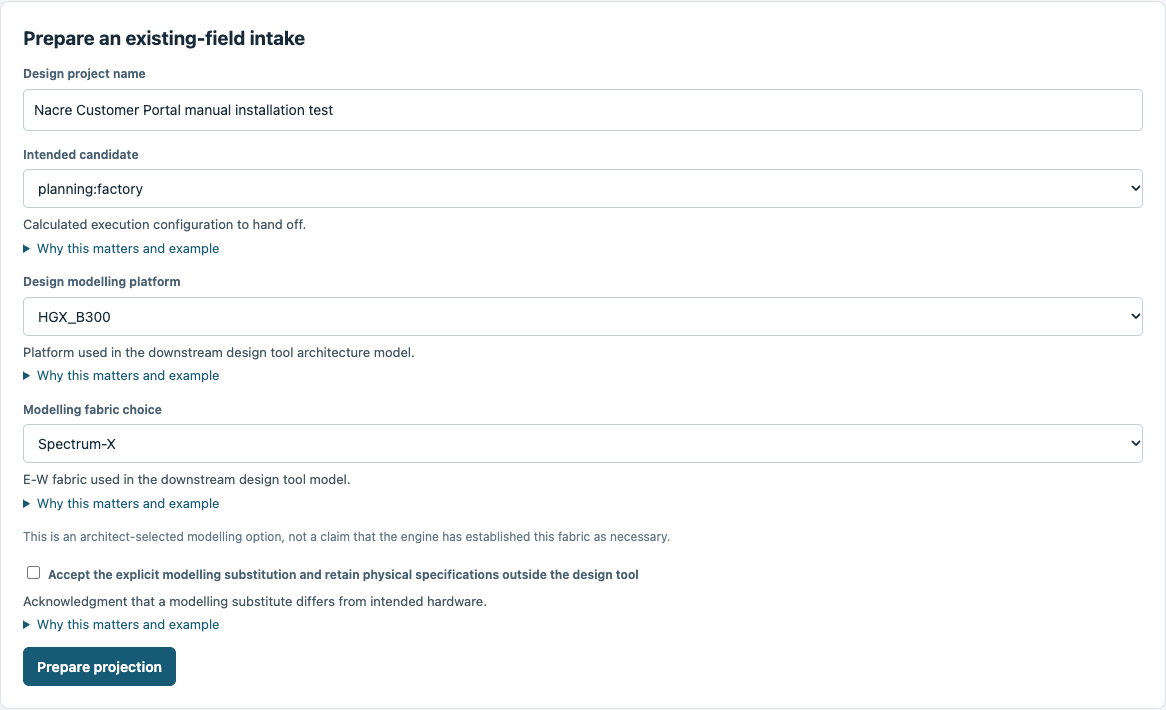 Prepare an existing-field intake
Design project name
Nacre Customer Portal manual installation test
Intended candidate
planning:factory
Calculated execution configuration to hand off.
Why this matters and example
Design modelling platform
HGX_B300
Platform used in the downstream design tool architecture model.
Why this matters and example
Modelling fabric choice
Spectrum-X
E-W fabric used in the downstream design tool model.
Why this matters and example
This is an architect-selected modelling option, not a claim that the engine has established this fabric as necessary.
Accept the explicit modelling substitution and retain physical specifications outside the design tool
Acknowledgment that a modelling substitute differs from intended hardware.
Why this matters and example
Prepare projection